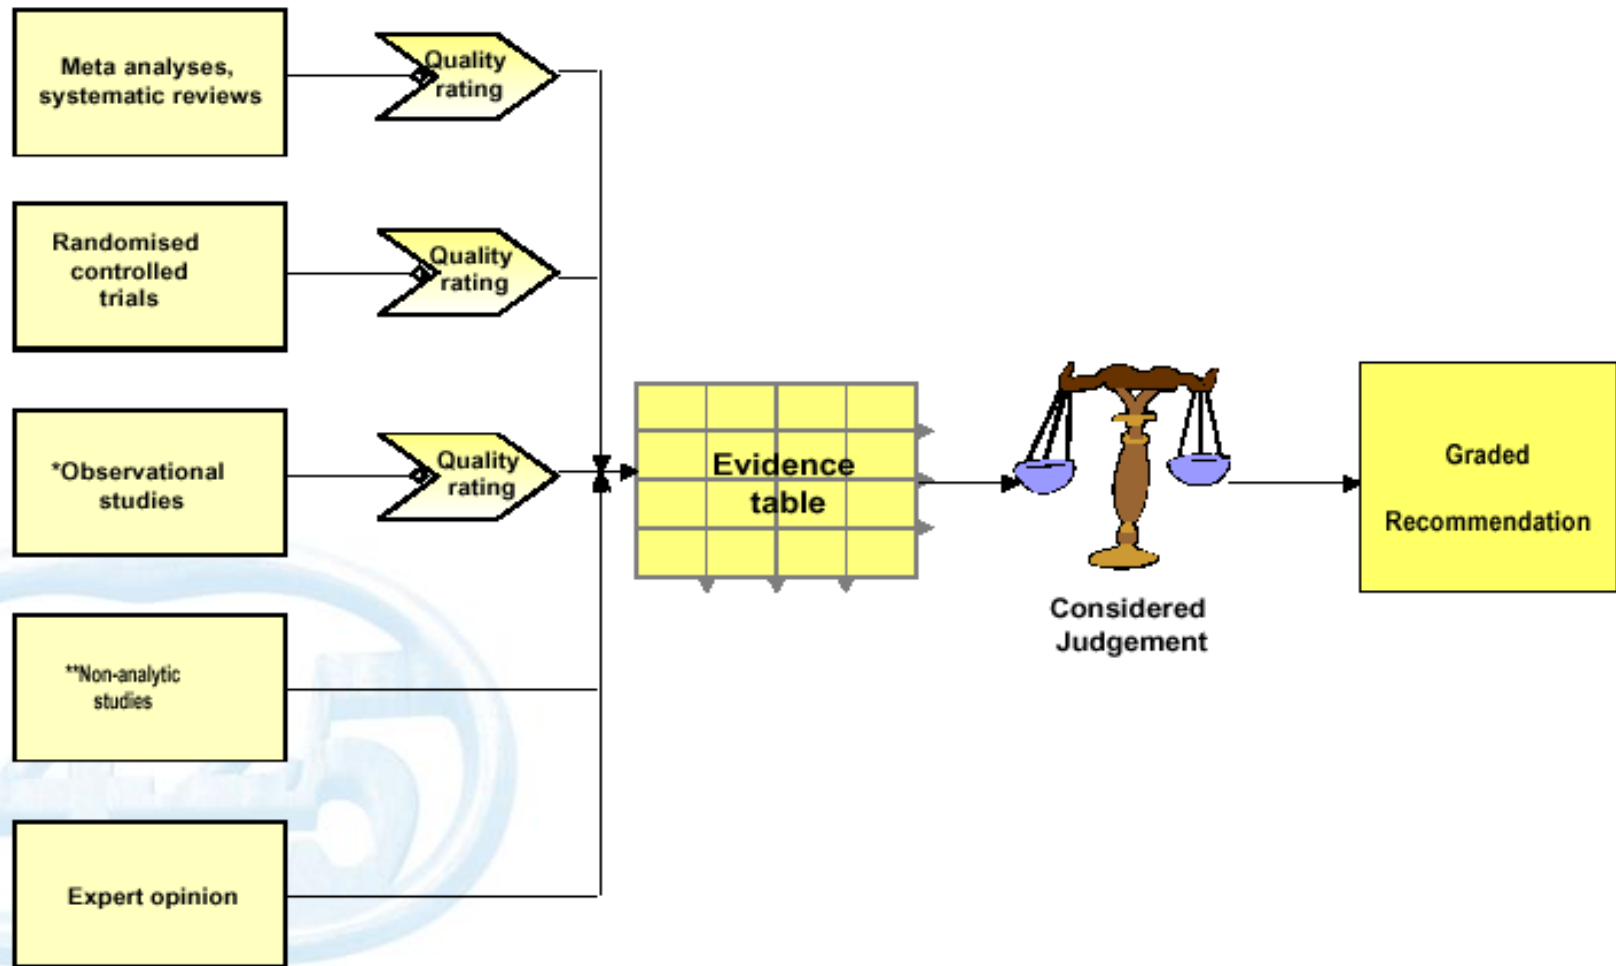 Meta analyses,
systematic reviews
Quality
rating
Randomised
controlled
trials
Quality
rating
*Observational
studies
Quality
rating
**Non-analytic
studies
Expert opinion
Evidence
table
Considered
Judgement
Graded
Recommendation